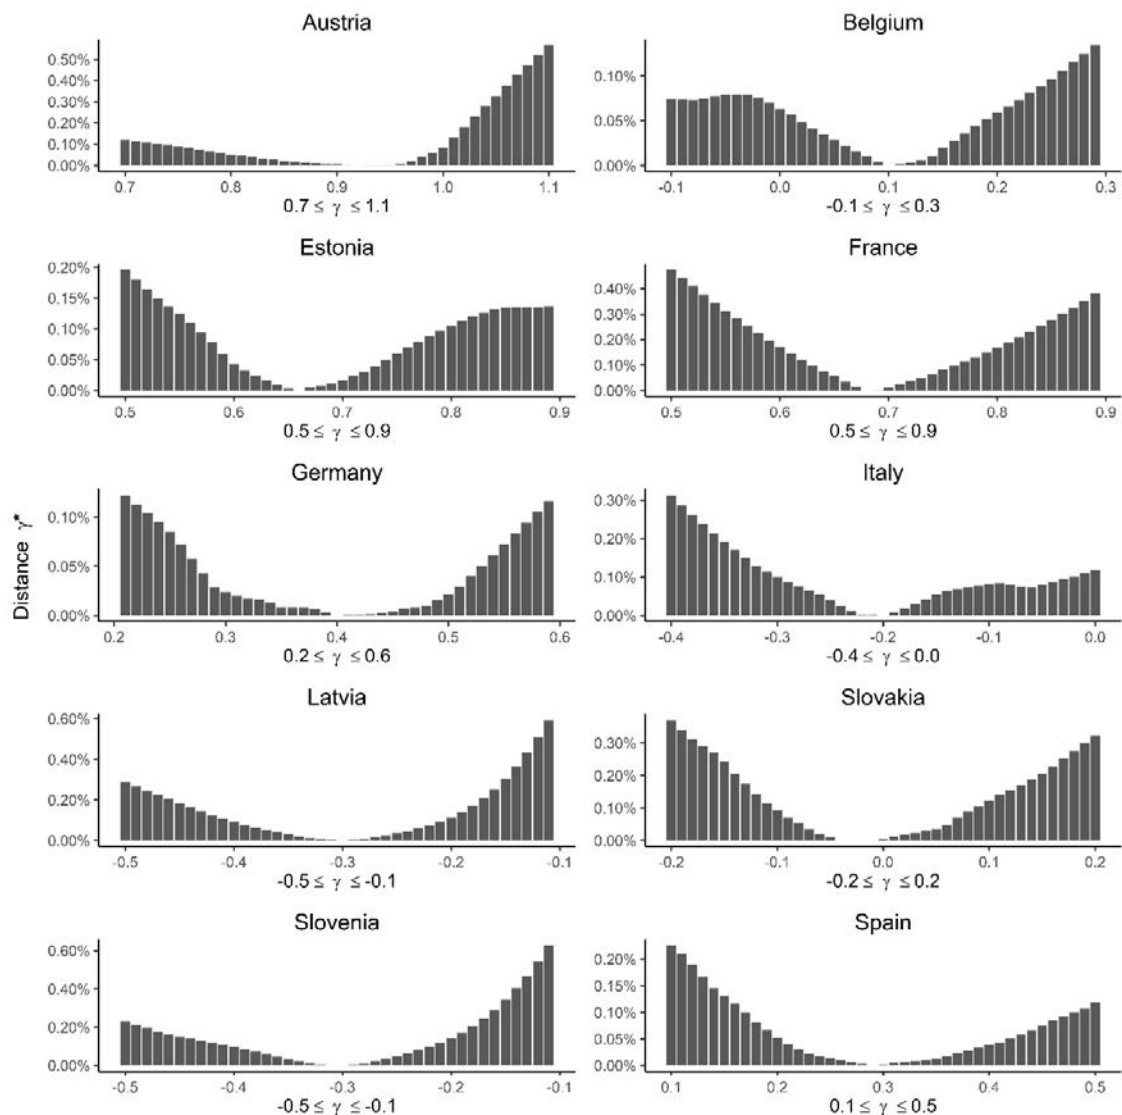 Austria
0.50%
0.40%
0.30%
0.20%
0.10%
0.00%
0.7 0.8 0.9 1.0 1.1
0.7 ≤ γ ≤ 1.1
Belgium
0.10%
0.05%
0.00%
-0.1 0.0 0.1 0.2 0.3
-0.1 ≤ γ ≤ 0.3
Estonia
0.20%
0.15%
0.10%
0.05%
0.00%
0.5 0.6 0.7 0.8 0.9
0.5 ≤ γ ≤ 0.9
France
0.40%
0.30%
0.20%
0.10%
0.00%
0.5 0.6 0.7 0.8 0.9
0.5 ≤ γ ≤ 0.9
Distance γ*
Germany
0.10%
0.05%
0.00%
0.2 0.3 0.4 0.5 0.6
0.2 ≤ γ ≤ 0.6
Italy
0.30%
0.20%
0.10%
0.00%
-0.4 -0.3 -0.2 -0.1 0.0
-0.4 ≤ γ ≤ 0.0
Latvia
0.60%
0.40%
0.20%
0.00%
-0.5 -0.4 -0.3 -0.2 -0.1
-0.5 ≤ γ ≤ -0.1
Slovakia
0.30%
0.20%
0.10%
0.00%
-0.2 -0.1 0.0 0.1 0.2
-0.2 ≤ γ ≤ 0.2
Slovenia
0.60%
0.40%
0.20%
0.00%
-0.5 -0.4 -0.3 -0.2 -0.1
-0.5 ≤ γ ≤ -0.1
Spain
0.20%
0.15%
0.10%
0.05%
0.00%
0.1 0.2 0.3 0.4 0.5
0.1 ≤ γ ≤ 0.5